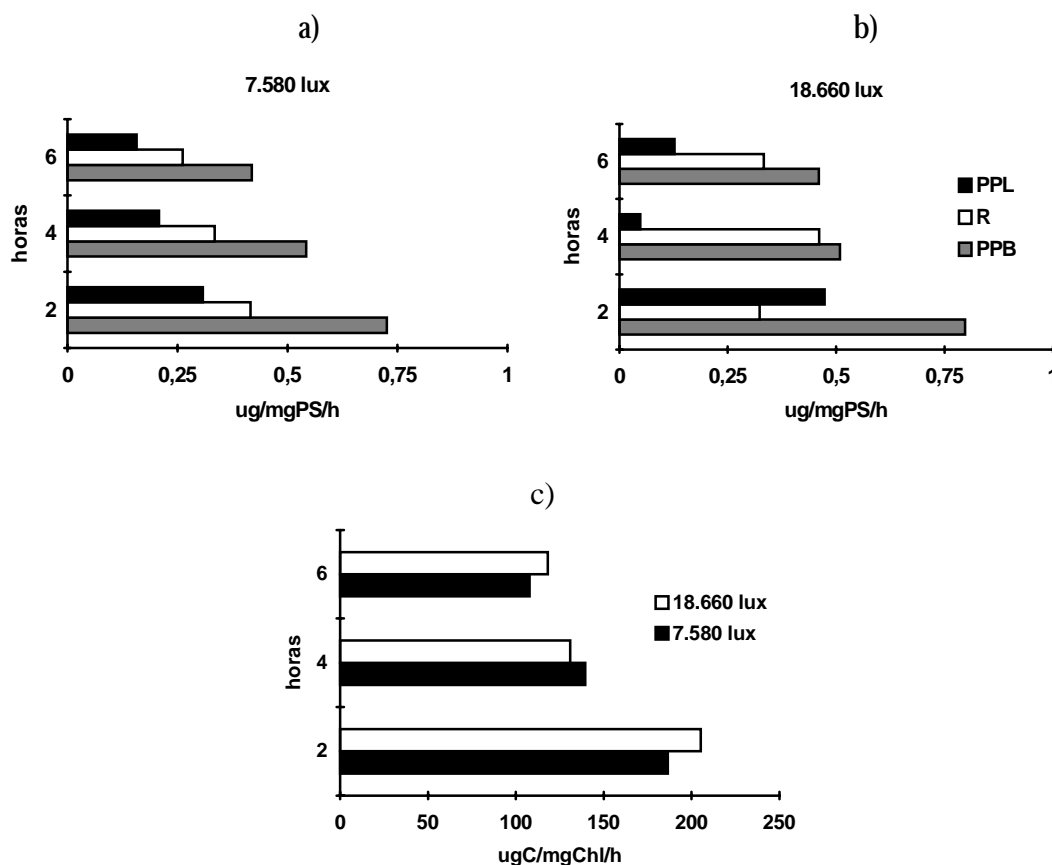 a)
7.580 lux
horas
6
4
2
0 0,25 0,5 0,75 1
ug/mgPS/h
b)
18.660 lux
6
4
2
horas
0 0,25 0,5 0,75 1
ug/mgPS/h
PPL
R
PPB
c)
horas
6
4
2
0 50 100 150 200 250
ugC/mgChl/h
18.660 lux
7.580 lux